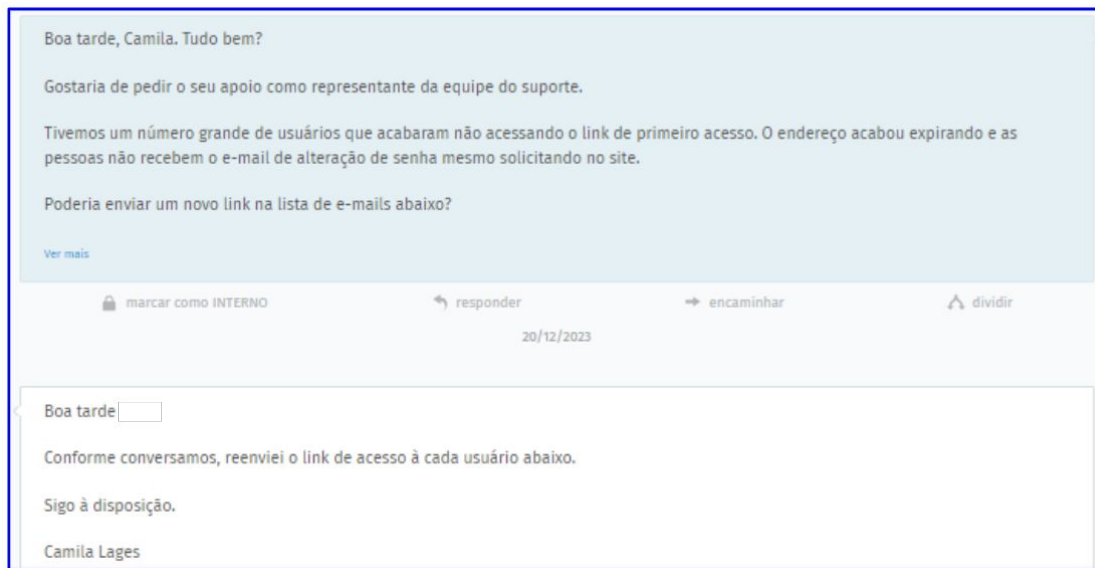 Boa tarde, Camila. Tudo bem?
Gostaria de pedir o seu apoio como representante da equipe do suporte.
Tivemos um número grande de usuários que acabaram não acessando o link de primeiro acesso. O endereço acabou expirando e as
pessoas não recebem o e-mail de alteração de senha mesmo solicitando no site.
Poderia enviar um novo link na lista de e-mails abaixo?
Ver mais
marcar como INTERNO responder encaminhar dividir
20/12/2023
Boa tarde
Conforme conversamos, reenviei o link de acesso à cada usuário abaixo.
Sigo à disposição.
Camila Lages